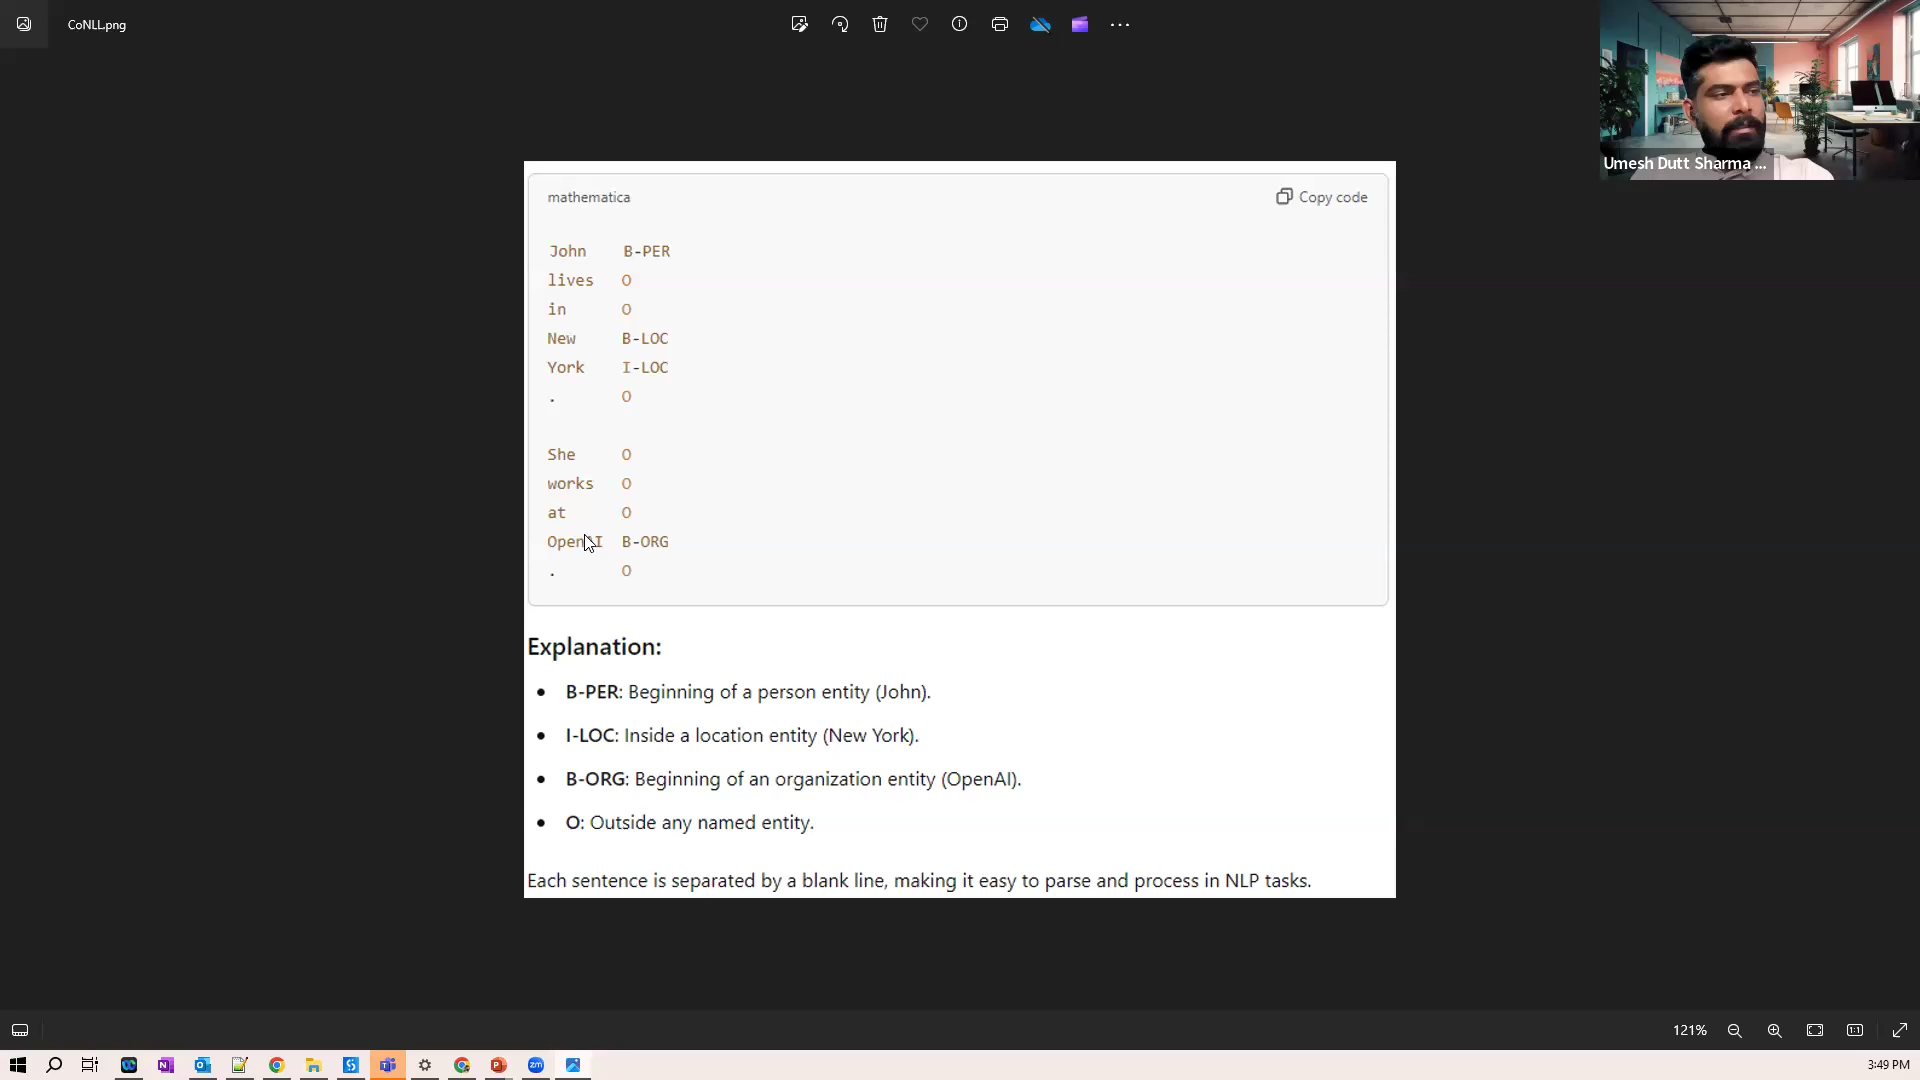 CoNLL.png
Umesh Dutt Sharma ...
mathematica
Copy code
John B-PER
lives O
in O
New B-LOC
York I-LOC
. O
She O
works O
at O
OpenAI B-ORG
. O
Explanation:
• B-PER: Beginning of a person entity (John).
• I-LOC: Inside a location entity (New York).
• B-ORG: Beginning of an organization entity (OpenAI).
• O: Outside any named entity.
Each sentence is separated by a blank line, making it easy to parse and process in NLP tasks.
121%
1:1
zm
3:49 PM